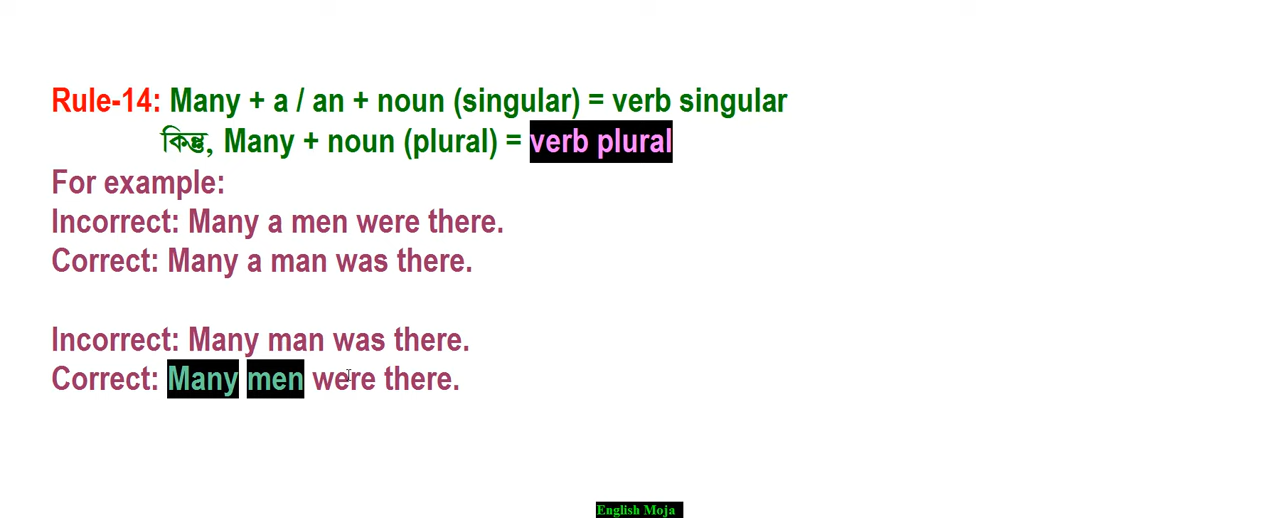 Rule-14: Many + a / an + noun (singular) = verb singular
কিন্তু, Many + noun (plural) = verb plural
For example:
Incorrect: Many a men were there.
Correct: Many a man was there.
Incorrect: Many man was there.
Correct: Many men were there.
English Moja